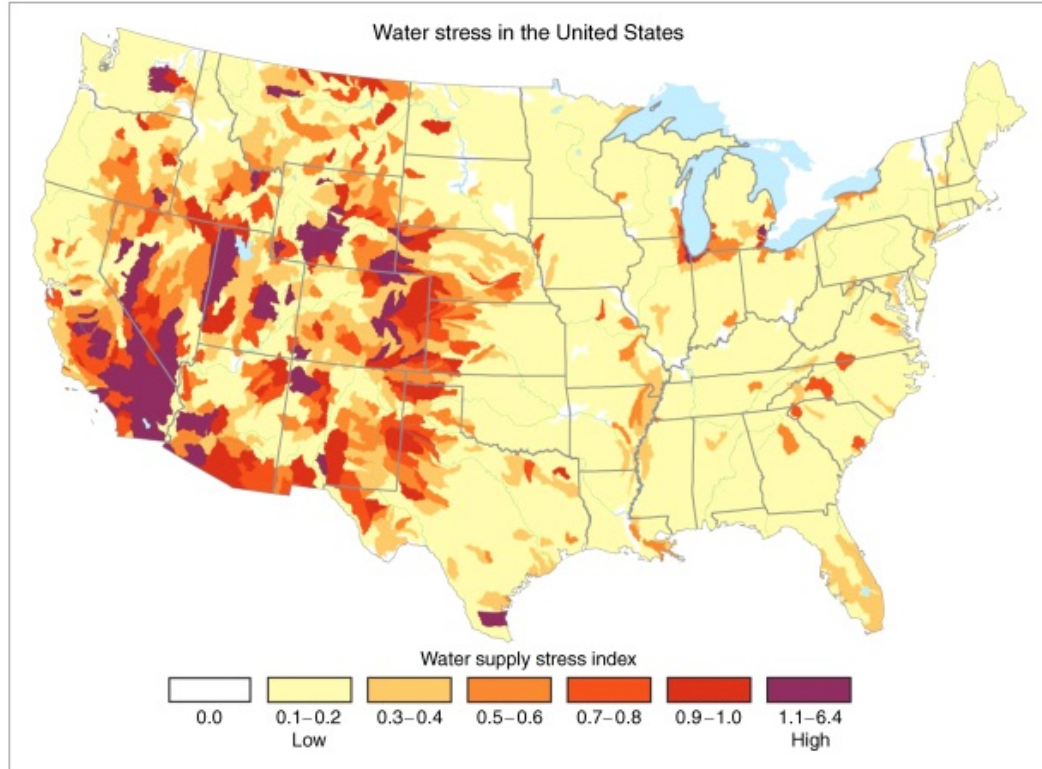 Water stress in the United States
Water supply stress index
0.0 0.1–0.2 0.3–0.4 0.5–0.6 0.7–0.8 0.9–1.0 1.1–6.4
Low High